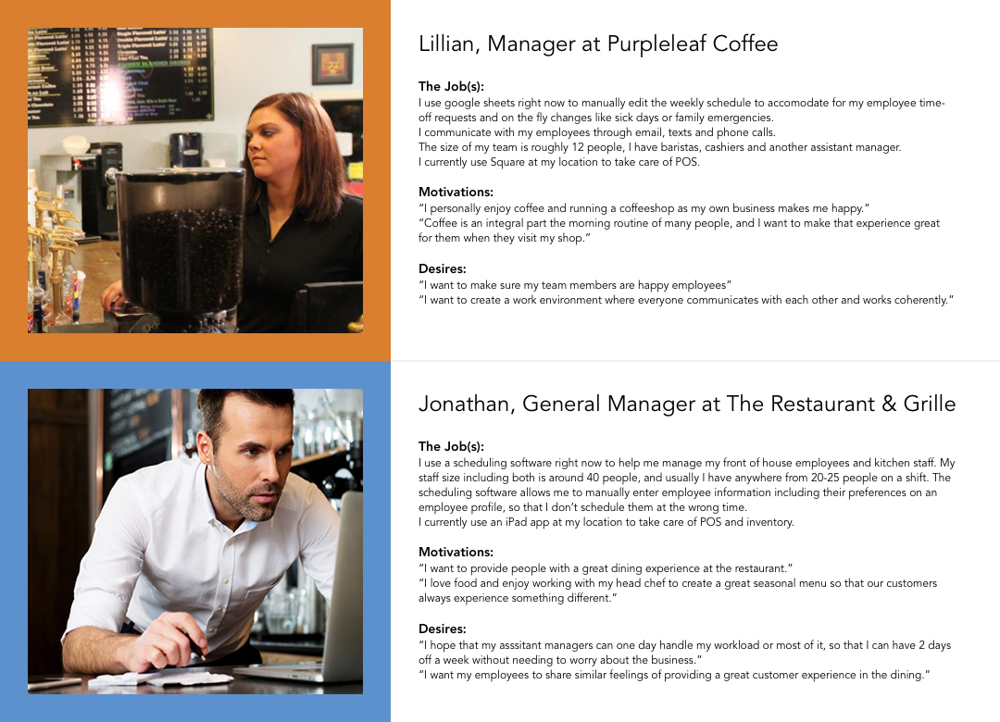 Lillian, Manager at Purpleleaf Coffee
The Job(s):
I use google sheets right now to manually edit the weekly schedule to accomodate for my employee time-
off requests and on the fly changes like sick days or family emergencies.
I communicate with my employees through email, texts and phone calls.
The size of my team is roughly 12 people, I have baristas, cashiers and another assistant manager.
I currently use Square at my location to take care of POS.
Motivations:
“I personally enjoy coffee and running a coffeeshop as my own business makes me happy.”
“Coffee is an integral part the morning routine of many people, and I want to make that experience great
for them when they visit my shop.”
Desires:
“I want to make sure my team members are happy employees”
“I want to create a work environment where everyone communicates with each other and works coherently.”
Jonathan, General Manager at The Restaurant & Grille
The Job(s):
I use a scheduling software right now to help me manage my front of house employees and kitchen staff. My
staff size including both is around 40 people, and usually I have anywhere from 20-25 people on a shift. The
scheduling software allows me to manually enter employee information including their preferences on an
employee profile, so that I don’t schedule them at the wrong time.
I currently use an iPad app at my location to take care of POS and inventory.
Motivations:
“I want to provide people with a great dining experience at the restaurant.”
“I love food and enjoy working with my head chef to create a great seasonal menu so that our customers
always experience something different.”
Desires:
“I hope that my asssitant managers can one day handle my workload or most of it, so that I can have 2 days
off a week without needing to worry about the business.”
“I want my employees to share similar feelings of providing a great customer experience in the dining.”